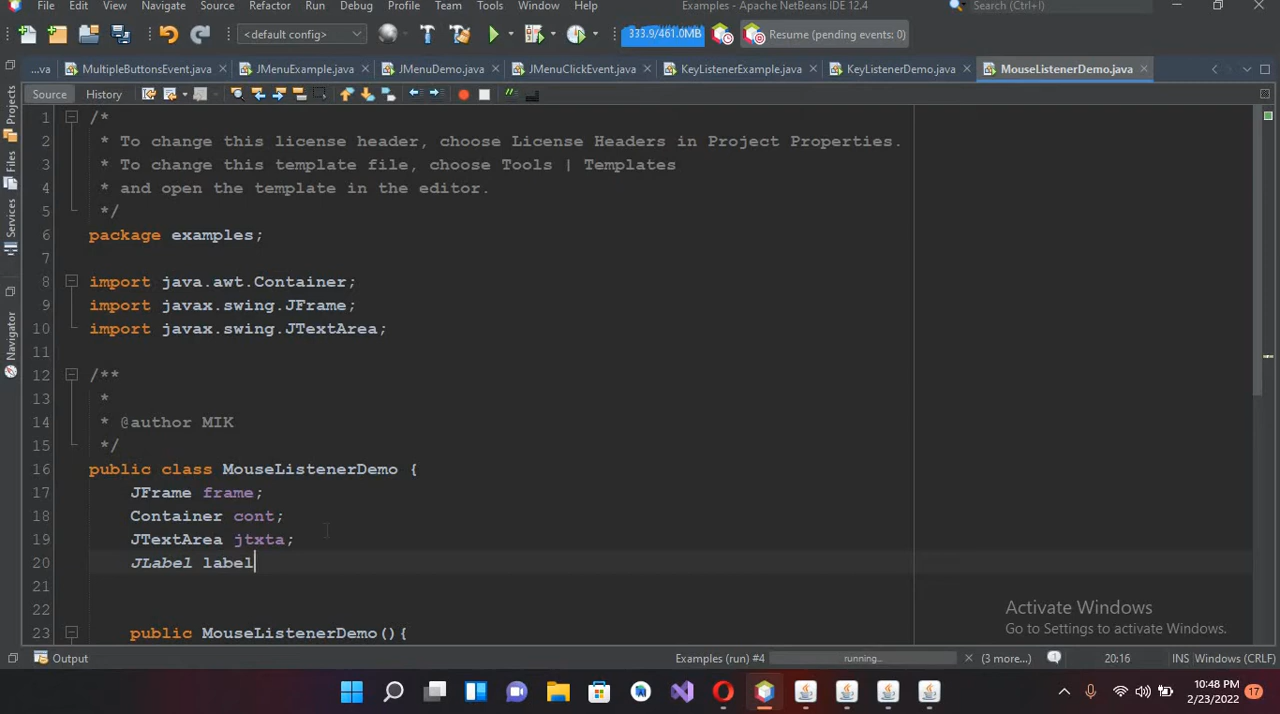 File Edit View Navigate Source Refactor Run Debug Profile Team Tools Window Help
Examples - Apache NetBeans IDE 12.4
Search (Ctrl+I)
<default config>
333.9/461.0MB
Resume (pending events: 0)
...va MultipleButtonsEvent.java JMenuExample.java JMenuDemo.java JMenuClickEvent.java KeyListenerExample.java KeyListenerDemo.java MouseListenerDemo.java
Source History
Projects
Files
Services
Navigator
1 /*
2 * To change this license header, choose License Headers in Project Properties.
3 * To change this template file, choose Tools | Templates
4 * and open the template in the editor.
5 */
6 package examples;
7
8 import java.awt.Container;
9 import javax.swing.JFrame;
10 import javax.swing.JTextArea;
11
12 /**
13 *
14 * @author MIK
15 */
16 public class MouseListenerDemo {
17 JFrame frame;
18 Container cont;
19 JTextArea jtxta;
20 JLabel label
21
22
23 public MouseListenerDemo(){
Activate Windows
Go to Settings to activate Windows.
Output
Examples (run) #4 running... (3 more...) 1 20:16 INS Windows (CRLF)
10:48 PM
2/23/2022
17